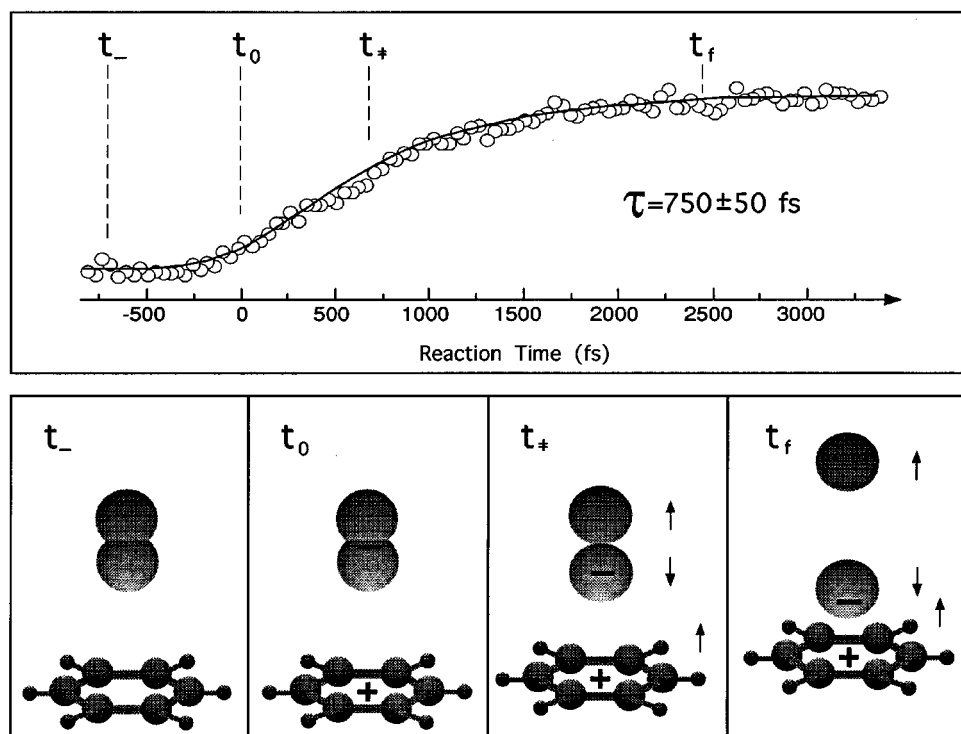 t₋ t₀ t‡ t_f
τ=750±50 fs
-500 0 500 1000 1500 2000 2500 3000
Reaction Time (fs)
t₋ t₀ t‡ t_f
− −
+ + +